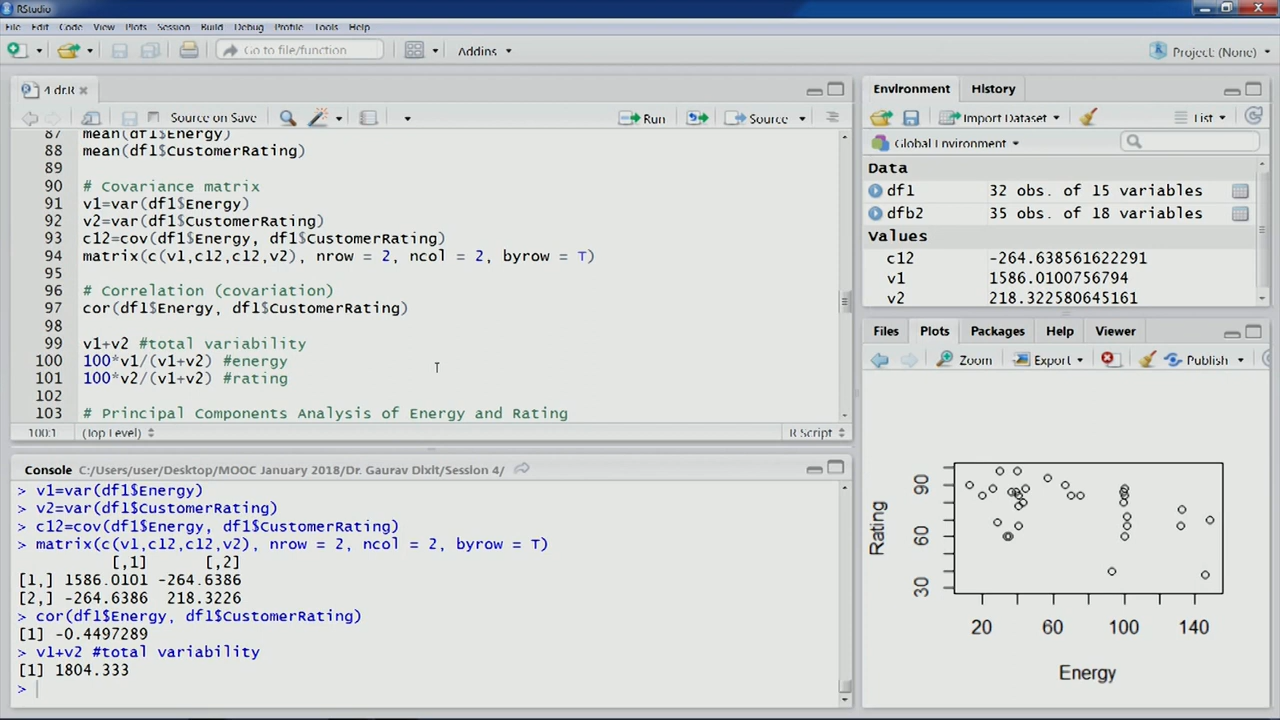 RStudio
File Edit Code View Plots Session Build Debug Profile Tools Help
Go to file/function Addins Project: (None)
4 dr.R
Source on Save Run Source
87 mean(df1$Energy)
88 mean(df1$CustomerRating)
89
90 # Covariance matrix
91 v1=var(df1$Energy)
92 v2=var(df1$CustomerRating)
93 c12=cov(df1$Energy, df1$CustomerRating)
94 matrix(c(v1,c12,c12,v2), nrow = 2, ncol = 2, byrow = T)
95
96 # Correlation (covariation)
97 cor(df1$Energy, df1$CustomerRating)
98
99 v1+v2 #total variability
100 100*v1/(v1+v2) #energy
101 100*v2/(v1+v2) #rating
102
103 # Principal Components Analysis of Energy and Rating
100:1 (Top Level) R Script
Console C:/Users/user/Desktop/MOOC January 2018/Dr. Gaurav Dixit/Session 4/
> v1=var(df1$Energy)
> v2=var(df1$CustomerRating)
> c12=cov(df1$Energy, df1$CustomerRating)
> matrix(c(v1,c12,c12,v2), nrow = 2, ncol = 2, byrow = T)
[,1] [,2]
[1,] 1586.0101 -264.6386
[2,] -264.6386 218.3226
> cor(df1$Energy, df1$CustomerRating)
[1] -0.4497289
> v1+v2 #total variability
[1] 1804.333
>
Environment History
Import Dataset List
Global Environment
Data
df1 32 obs. of 15 variables
dfb2 35 obs. of 18 variables
Values
c12 -264.638561622291
v1 1586.0100756794
v2 218.322580645161
Files Plots Packages Help Viewer
Zoom Export Publish
Rating
90
60
30
20 60 100 140
Energy